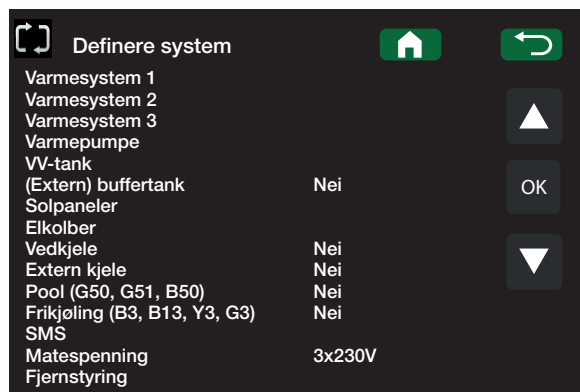 Definere system
Varmesystem 1
Varmesystem 2
Varmesystem 3
Varmepumpe
VV-tank
(Extern) buffertank Nei
OK
Solpaneler
Elkolber
Vedkjele Nei
Extern kjele Nei
Pool (G50, G51, B50) Nei
Frikjøling (B3, B13, Y3, G3) Nei
SMS
Matespenning 3x230V
Fjernstyring